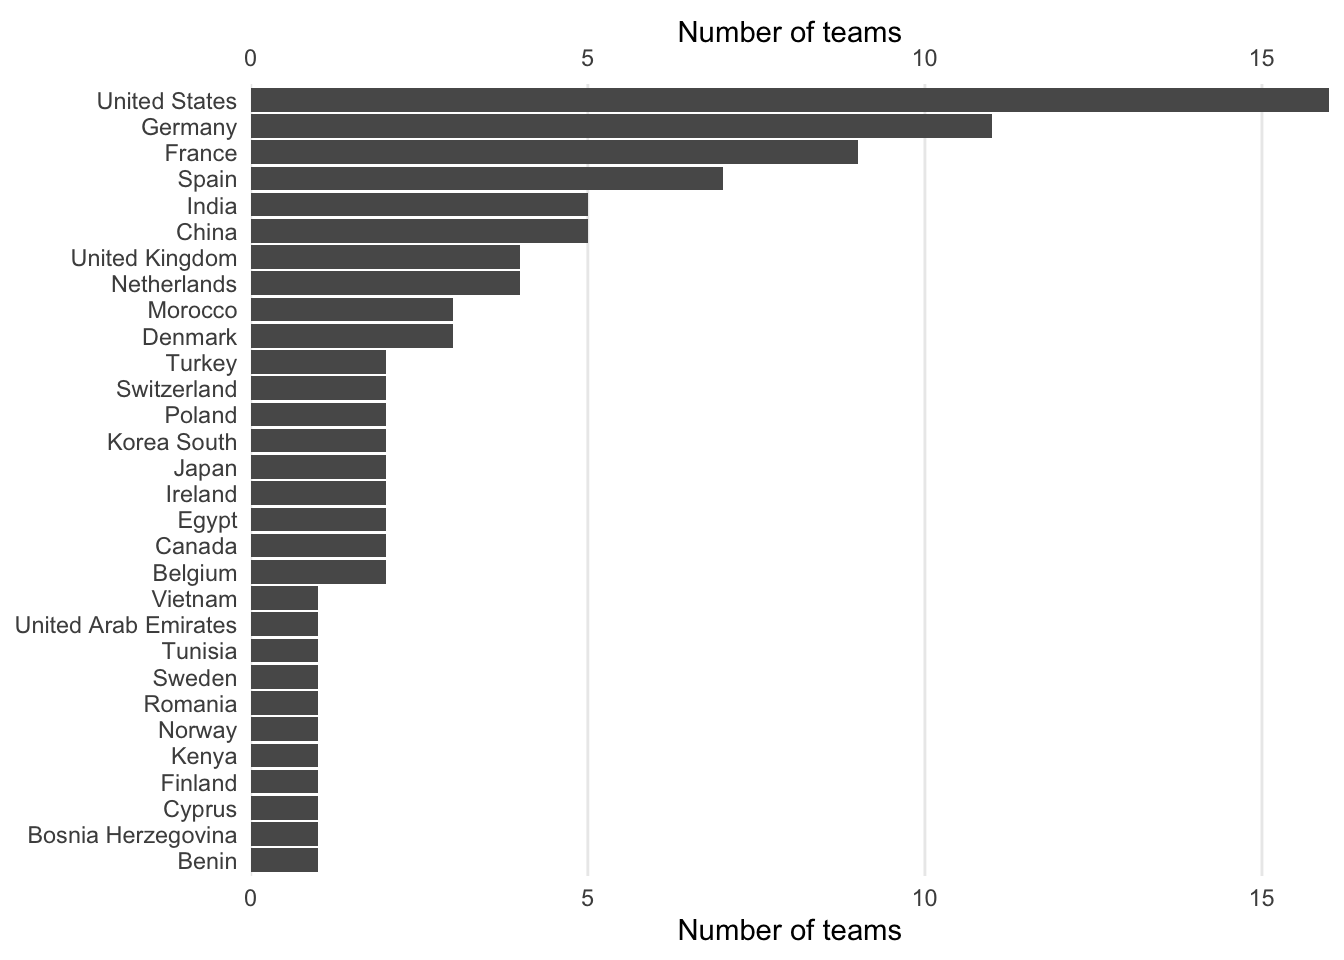 Number of teams
0 5 10 15
United States
Germany
France
Spain
India
China
United Kingdom
Netherlands
Morocco
Denmark
Turkey
Switzerland
Poland
Korea South
Japan
Ireland
Egypt
Canada
Belgium
Vietnam
United Arab Emirates
Tunisia
Sweden
Romania
Norway
Kenya
Finland
Cyprus
Bosnia Herzegovina
Benin
0 5 10 15
Number of teams